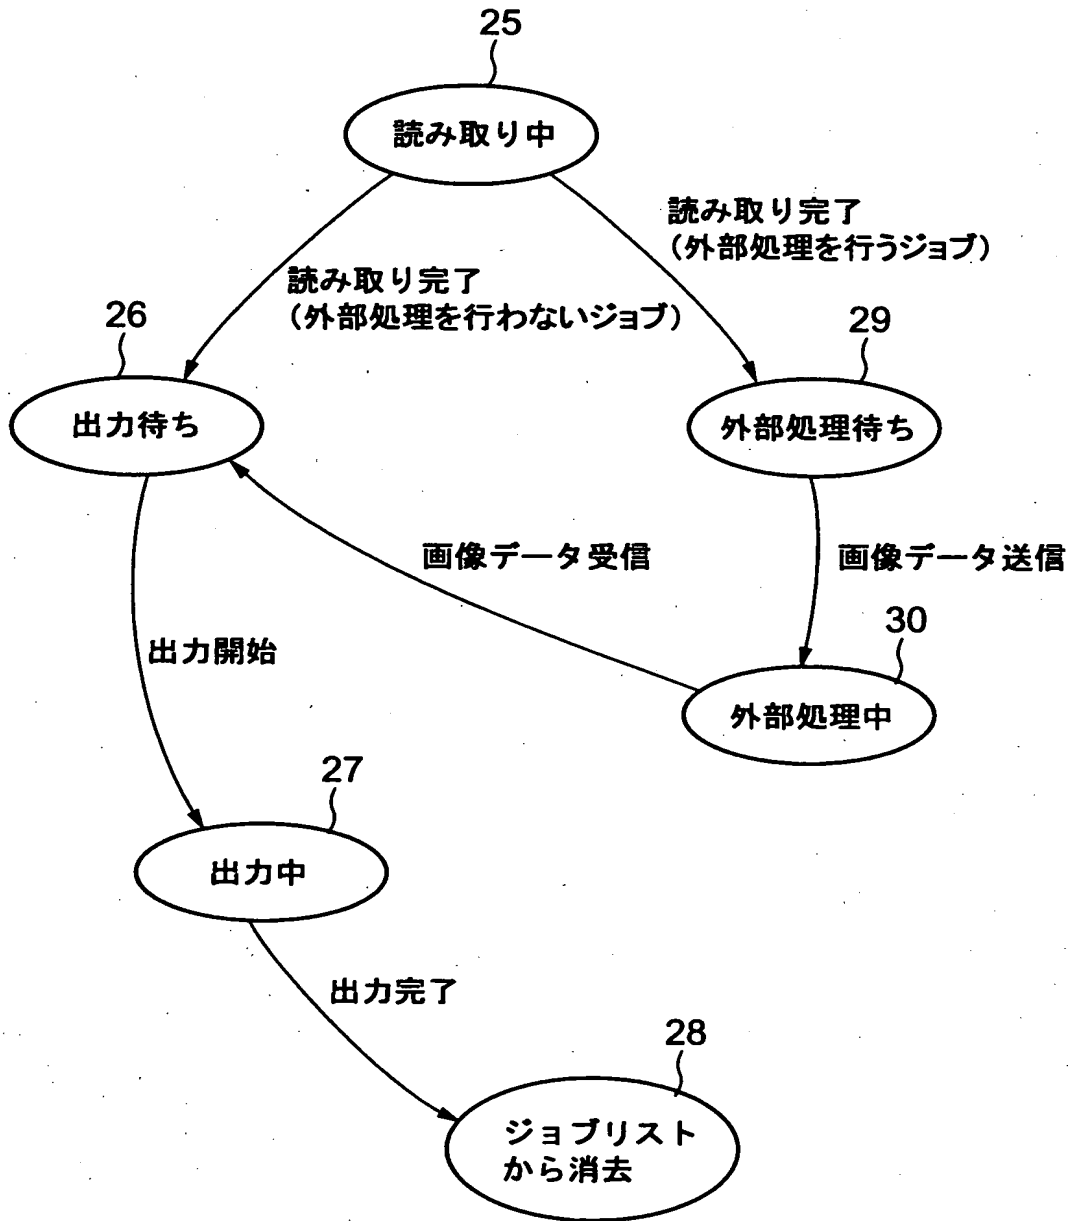 25
読み取り中
読み取り完了
(外部処理を行うジョブ)
読み取り完了
(外部処理を行わないジョブ)
26
29
出力待ち
外部処理待ち
画像データ受信
画像データ送信
30
出力開始
外部処理中
27
出力中
出力完了
28
ジョブリスト
から消去